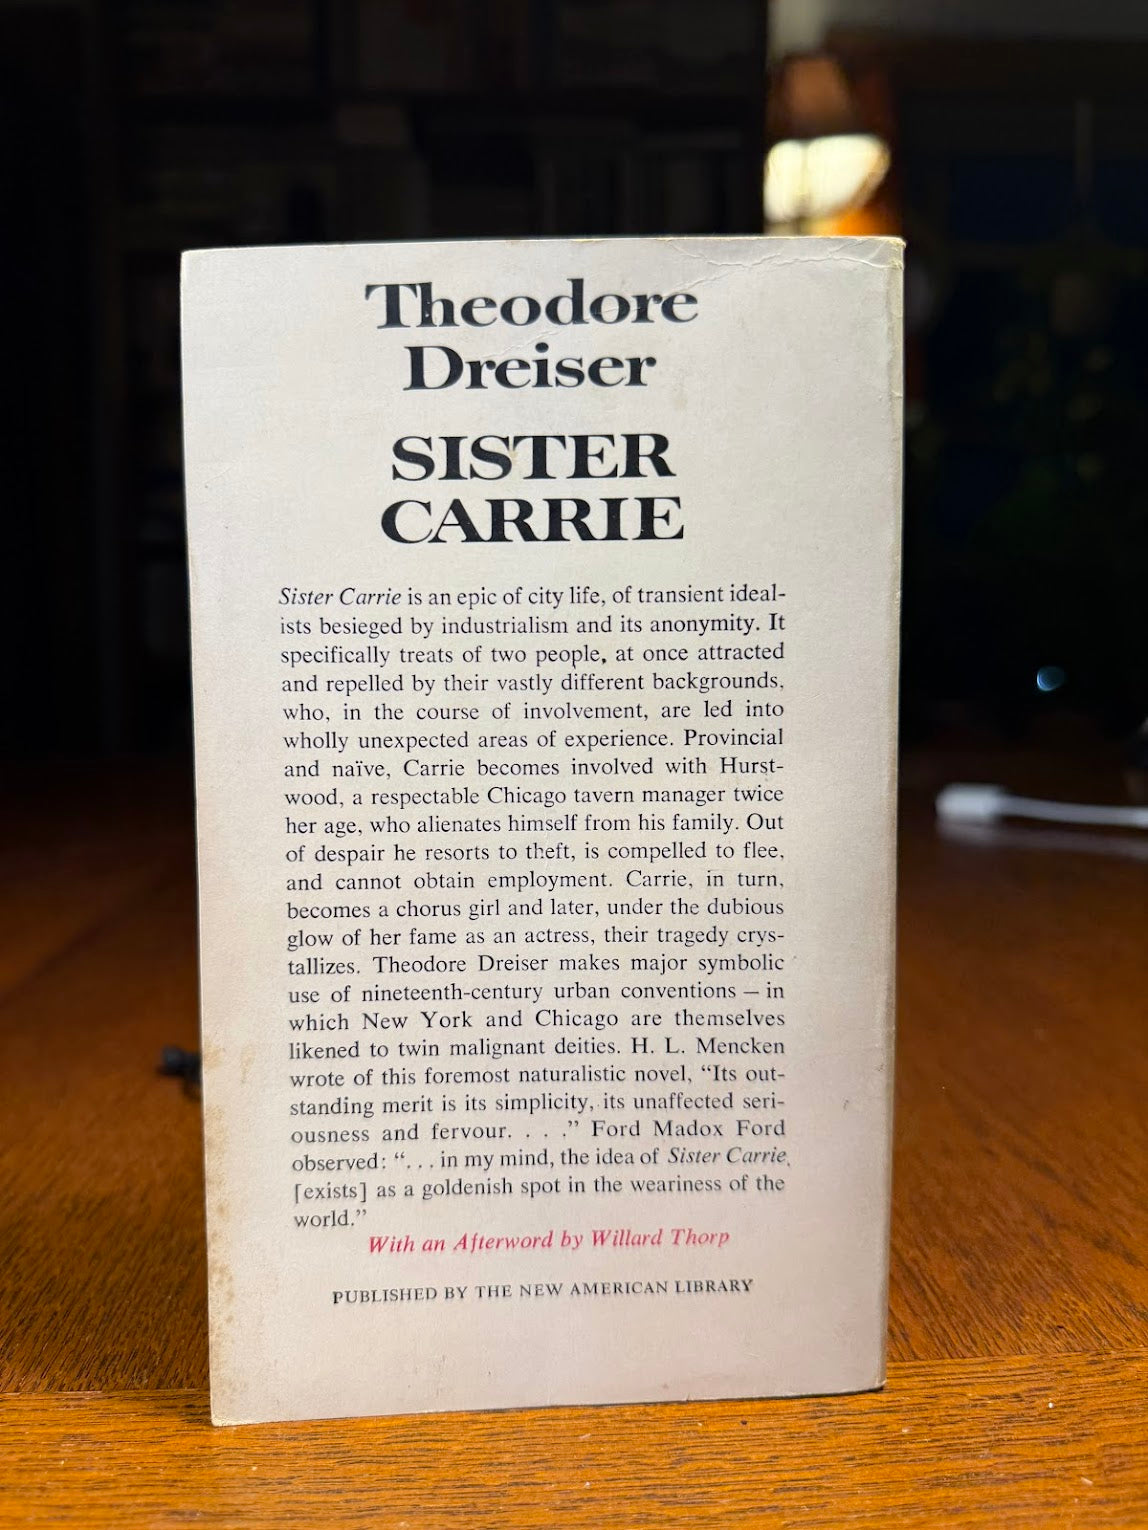 Theodore
Dreiser
SISTER
CARRIE
Sister Carrie is an epic of city life, of transient ideal-
ists besieged by industrialism and its anonymity. It
specifically treats of two people, at once attracted
and repelled by their vastly different backgrounds,
who, in the course of involvement, are led into
wholly unexpected areas of experience. Provincial
and naïve, Carrie becomes involved with Hurst-
wood, a respectable Chicago tavern manager twice
her age, who alienates himself from his family. Out
of despair he resorts to theft, is compelled to flee,
and cannot obtain employment. Carrie, in turn,
becomes a chorus girl and later, under the dubious
glow of her fame as an actress, their tragedy crys-
tallizes. Theodore Dreiser makes major symbolic
use of nineteenth-century urban conventions — in
which New York and Chicago are themselves
likened to twin malignant deities. H. L. Mencken
wrote of this foremost naturalistic novel, “Its out-
standing merit is its simplicity, its unaffected seri-
ousness and fervour. . . .” Ford Madox Ford
observed: “. . . in my mind, the idea of Sister Carrie,
[exists] as a goldenish spot in the weariness of the
world.”
With an Afterword by Willard Thorp
PUBLISHED BY THE NEW AMERICAN LIBRARY